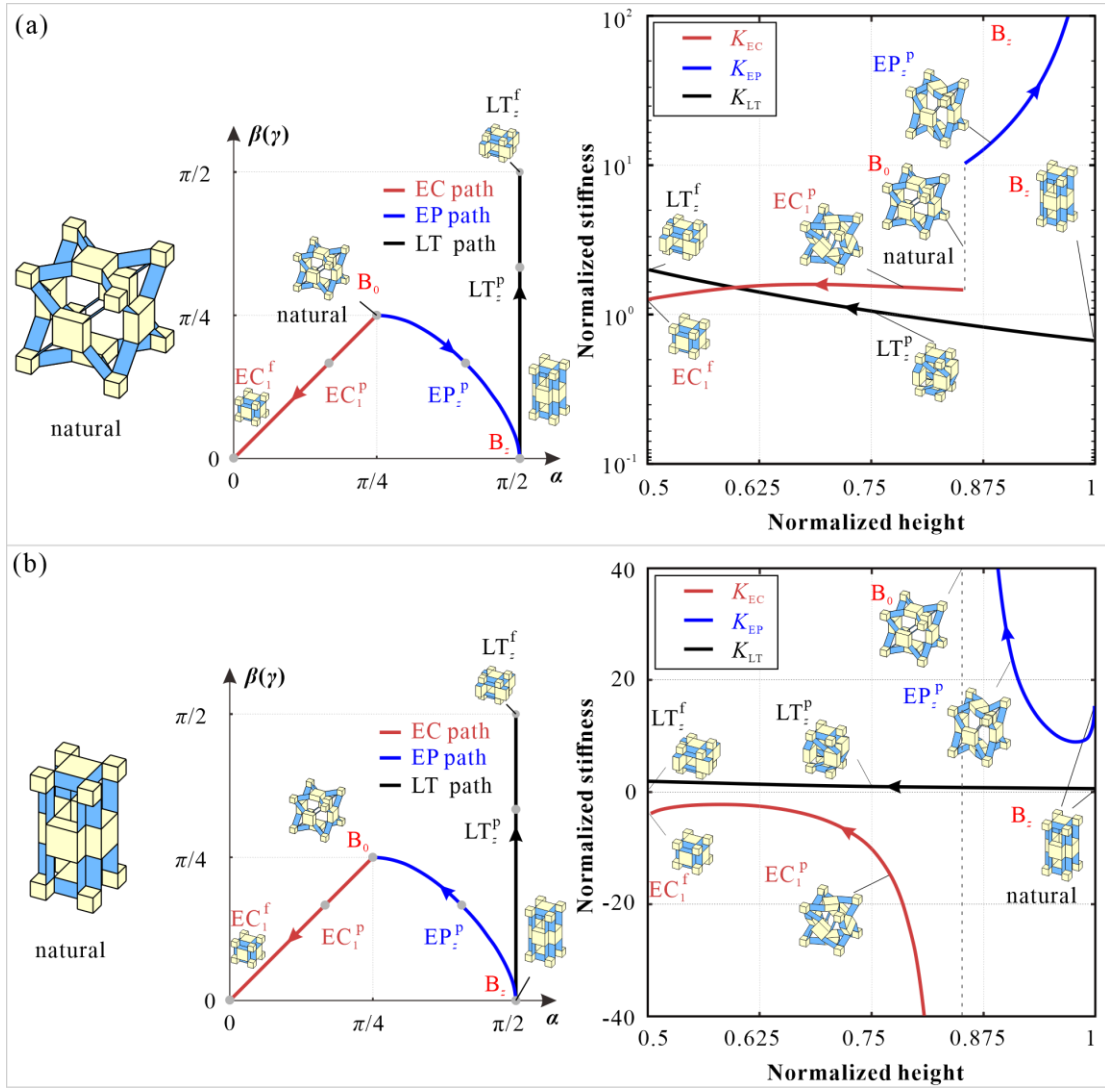 (a)
β(γ)
π/2
π/4
0
0
π/4
π/2
α
natural
EC path
EP path
LT path
LT_z^f
LT_z^p
B_0
natural
EC_1^f
EC_1^p
EP_z^p
B_z
Normalized stiffness
10^2
10^1
10^0
10^-1
K_EC
K_EP
K_LT
B_z
EP_z^p
B_0
B_z
LT_z^f
EC_1^p
natural
EC_1^f
LT_z^p
0.5
0.625
0.75
0.875
1
Normalized height
(b)
β(γ)
π/2
π/4
0
0
π/4
π/2
α
natural
EC path
EP path
LT path
LT_z^f
LT_z^p
B_0
EC_1^f
EC_1^p
EP_z^p
B_z
Normalized stiffness
40
20
0
-20
-40
K_EC
K_EP
K_LT
B_0
EP_z^p
LT_z^f
LT_z^p
B_z
natural
EC_1^f
EC_1^p
0.5
0.625
0.75
0.875
1
Normalized height